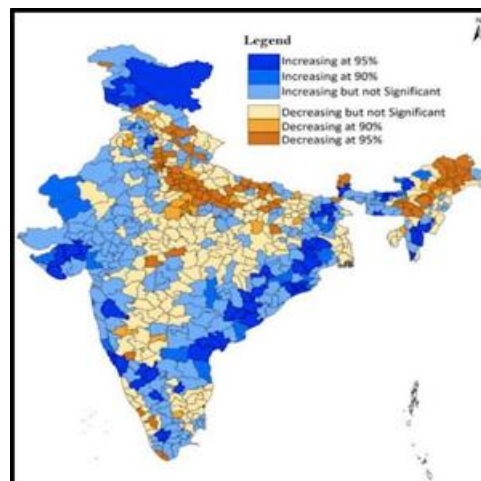 Legend
Increasing at 95%
Increasing at 90%
Increasing but not Significant
Decreasing but not Significant
Decreasing at 90%
Decreasing at 95%